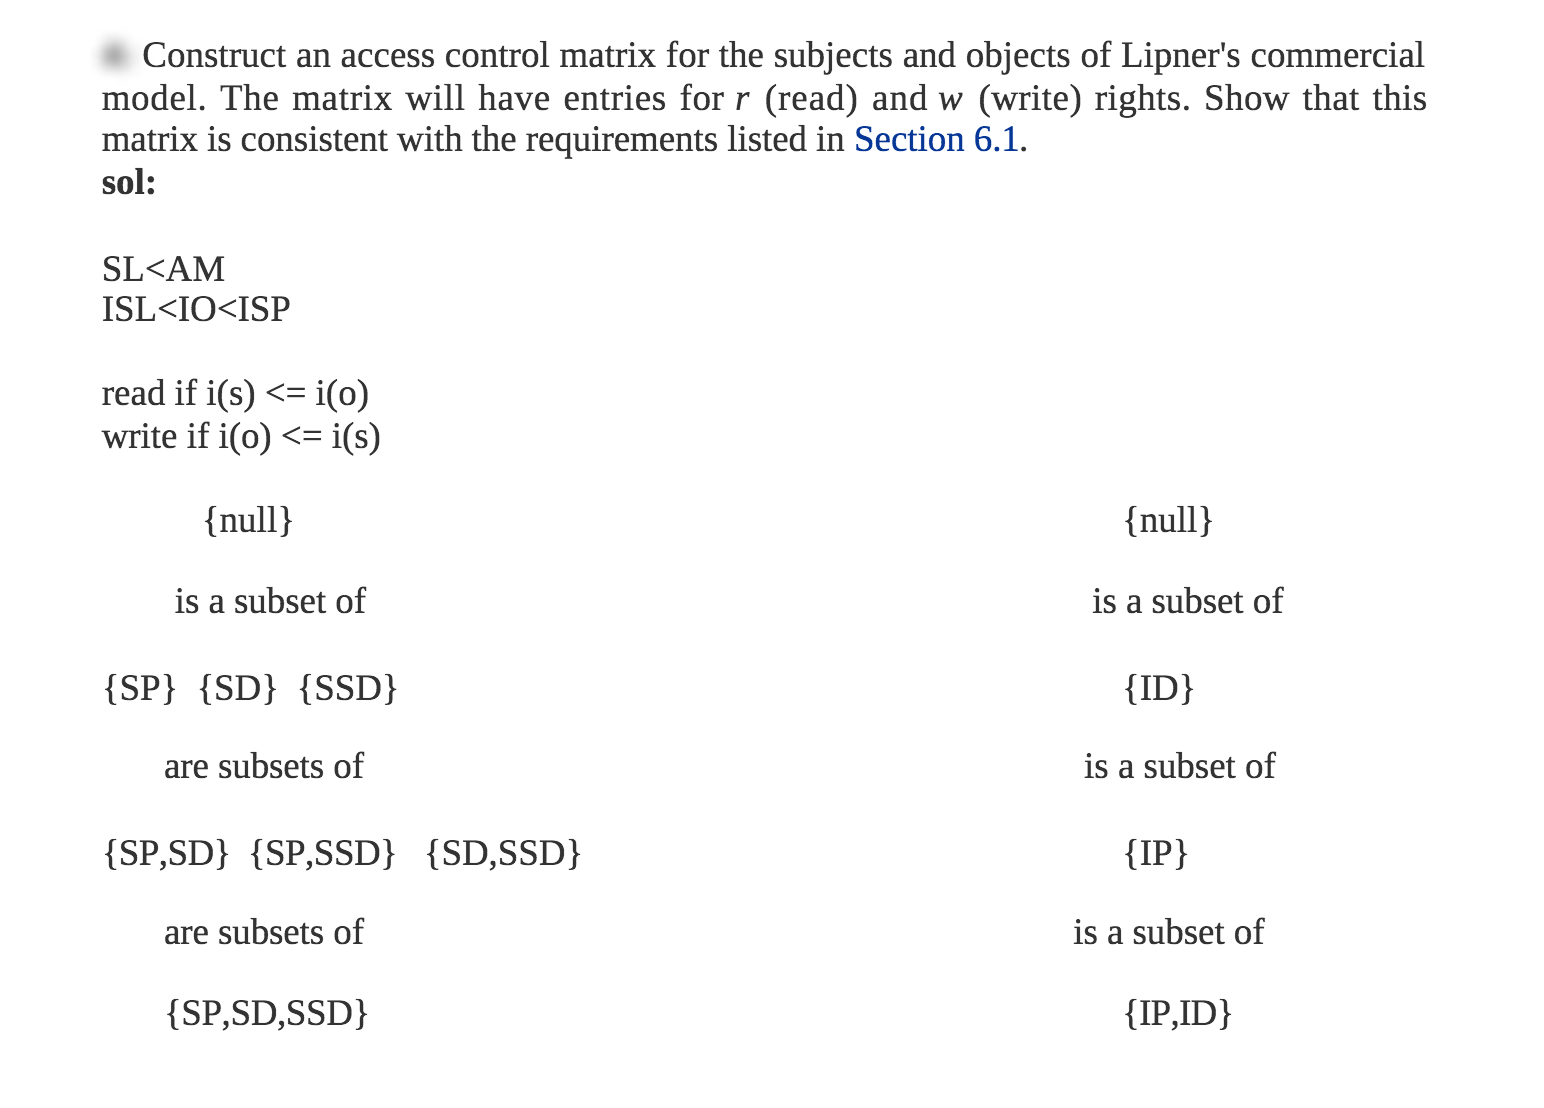 Construct an access control matrix for the subjects and objects of Lipner's commercial
model. The matrix will have entries for r (read) and w (write) rights. Show that this
matrix is consistent with the requirements listed in Section 6.1.
sol:
SL<AM
ISL<IO<ISP
read if i(s) <= i(o)
write if i(o) <= i(s)
{null} {null}
is a subset of is a subset of
{SP} {SD} {SSD} {ID}
are subsets of is a subset of
{SP,SD} {SP,SSD} {SD,SSD} {IP}
are subsets of is a subset of
{SP,SD,SSD} {IP,ID}